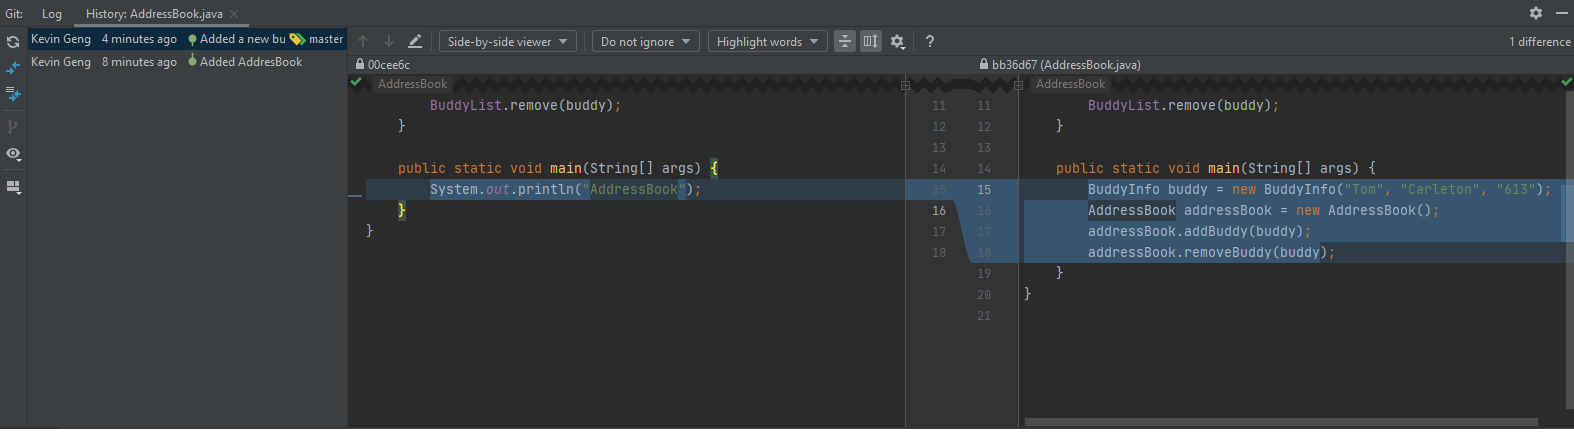 Git: Log History: AddressBook.java
Kevin Geng 4 minutes ago Added a new bu master
Kevin Geng 8 minutes ago Added AddresBook
Side-by-side viewer Do not ignore Highlight words ? 1 difference
00cee6c
AddressBook
BuddyList.remove(buddy);
}
public static void main(String[] args) {
System.out.println("AddressBook");
}
}
11 11
12 12
13 13
14 14
15 15
16 16
17 17
18 18
19
20
21
bb36d67 (AddressBook.java)
AddressBook
BuddyList.remove(buddy);
}
public static void main(String[] args) {
BuddyInfo buddy = new BuddyInfo("Tom", "Carleton", "613");
AddressBook addressBook = new AddressBook();
addressBook.addBuddy(buddy);
addressBook.removeBuddy(buddy);
}
}